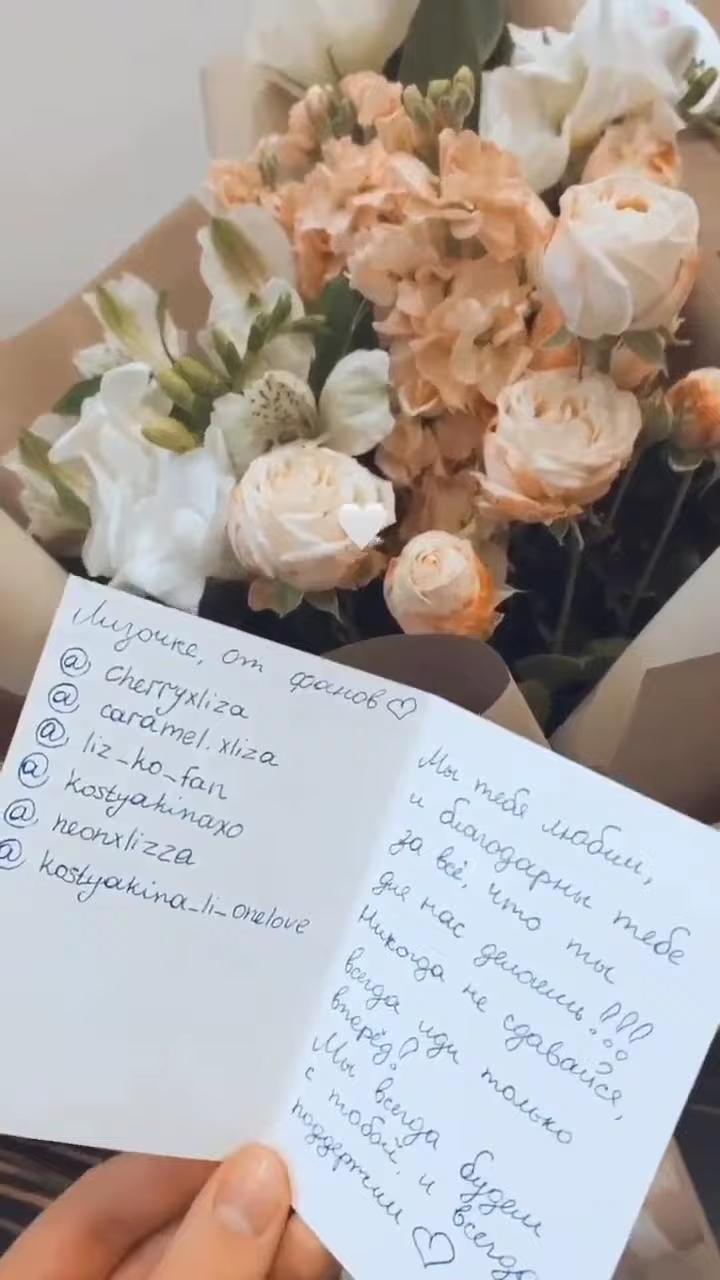 Лизочке, от фанов♡
@ Cherryxliza
@ caramel.xliza
@ liz_ko_fan
@ kostyakinaxo
@ neonxlizza
@ kostyakina_li_onelove
Мы тебя любим,
и благодарны тебе
за всё, что ты
для нас делаешь!!!
Никогда не сдавайся,
всегда иди только
вперёд!
Мы всегда будем
с тобой, и всегда
поддержим ♡